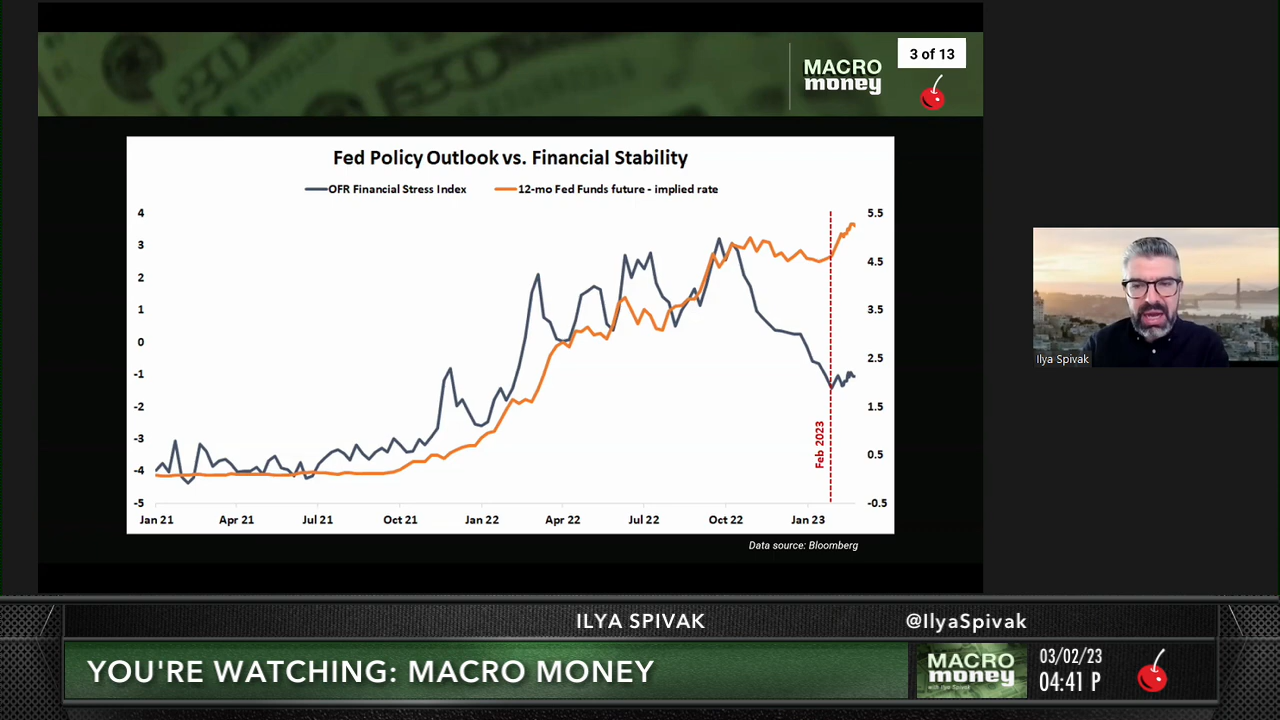 3 of 13
MACRO
money
Fed Policy Outlook vs. Financial Stability
OFR Financial Stress Index
12-mo Fed Funds future - implied rate
4
3
2
1
0
-1
-2
-3
-4
-5
5.5
4.5
3.5
2.5
1.5
0.5
-0.5
Feb 2023
Jan 21 Apr 21 Jul 21 Oct 21 Jan 22 Apr 22 Jul 22 Oct 22 Jan 23
Data source: Bloomberg
Ilya Spivak
ILYA SPIVAK
@IlyaSpivak
YOU'RE WATCHING: MACRO MONEY
MACRO
money
with Ilya Spivak
03/02/23
04:41 P